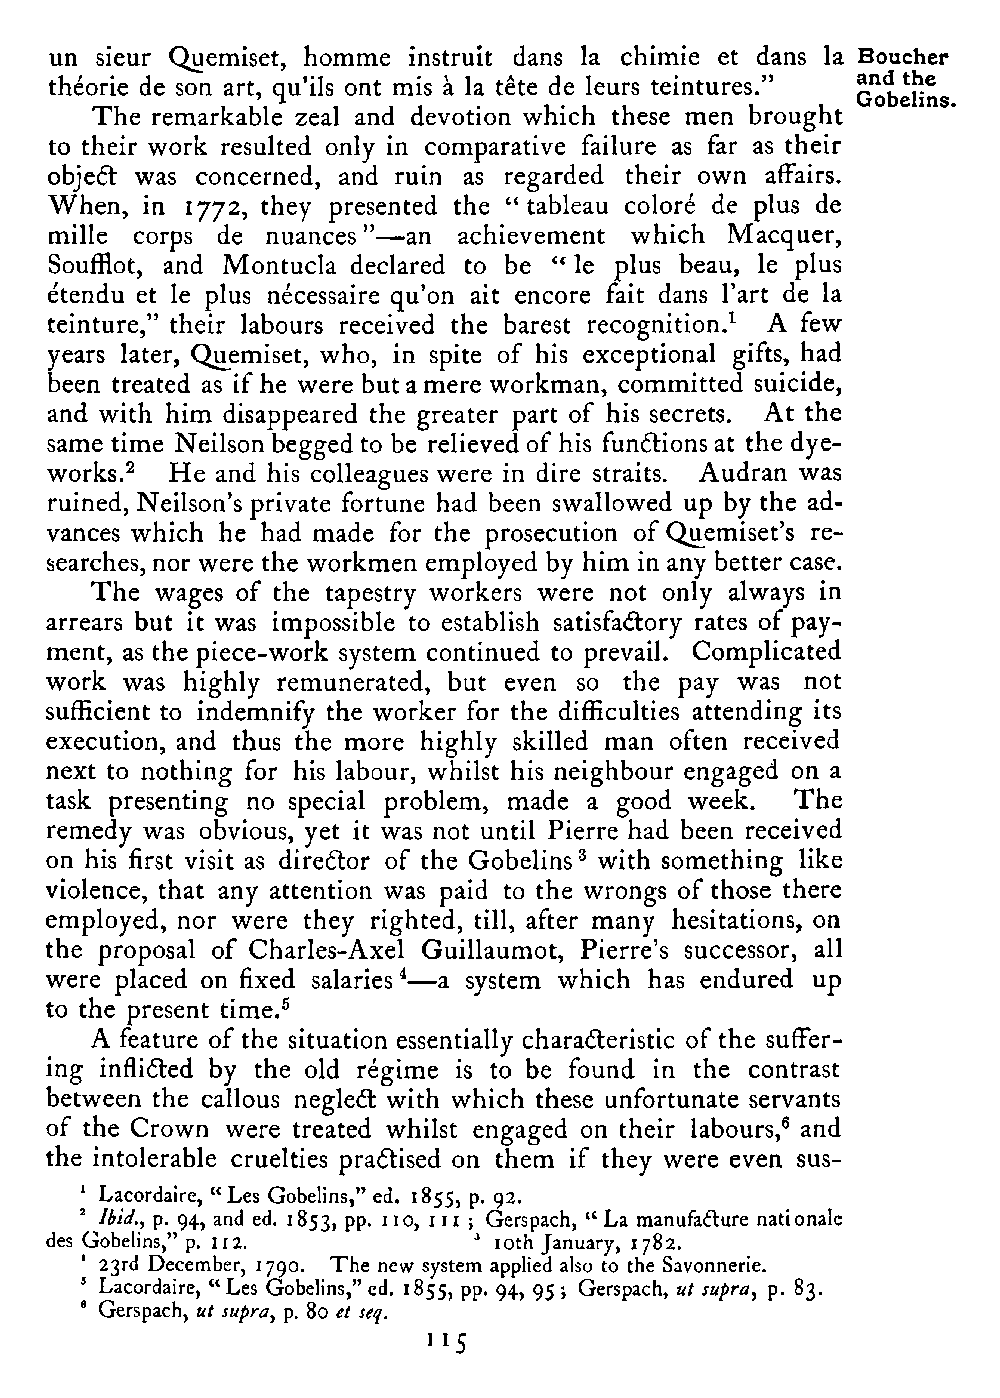 un sieur Quemiset, homme instruit dans la chimie et dans la
théorie de son art, qu'ils ont mis à la tête de leurs teintures."
Boucher
and the
Gobelins.
The remarkable zeal and devotion which these men brought
to their work resulted only in comparative failure as far as their
object was concerned, and ruin as regarded their own affairs.
When, in 1772, they presented the “ tableau coloré de plus de
mille corps de nuances ”—an achievement which Macquer,
Soufflot, and Montucla declared to be “ le plus beau, le plus
étendu et le plus nécessaire qu'on ait encore fait dans l'art de la
teinture,” their labours received the barest recognition.¹ A few
years later, Quemiset, who, in spite of his exceptional gifts, had
been treated as if he were but a mere workman, committed suicide,
and with him disappeared the greater part of his secrets. At the
same time Neilson begged to be relieved of his functions at the dye-
works.² He and his colleagues were in dire straits. Audran was
ruined, Neilson's private fortune had been swallowed up by the ad-
vances which he had made for the prosecution of Quemiset's re-
searches, nor were the workmen employed by him in any better case.
The wages of the tapestry workers were not only always in
arrears but it was impossible to establish satisfactory rates of pay-
ment, as the piece-work system continued to prevail. Complicated
work was highly remunerated, but even so the pay was not
sufficient to indemnify the worker for the difficulties attending its
execution, and thus the more highly skilled man often received
next to nothing for his labour, whilst his neighbour engaged on a
task presenting no special problem, made a good week. The
remedy was obvious, yet it was not until Pierre had been received
on his first visit as director of the Gobelins ³ with something like
violence, that any attention was paid to the wrongs of those there
employed, nor were they righted, till, after many hesitations, on
the proposal of Charles-Axel Guillaumot, Pierre's successor, all
were placed on fixed salaries ⁴—a system which has endured up
to the present time.⁵
A feature of the situation essentially characteristic of the suffer-
ing inflicted by the old régime is to be found in the contrast
between the callous neglect with which these unfortunate servants
of the Crown were treated whilst engaged on their labours,⁶ and
the intolerable cruelties practised on them if they were even sus-
¹ Lacordaire, “ Les Gobelins,” ed. 1855, p. 92.
² Ibid., p. 94, and ed. 1853, pp. 110, 111 ; Gerspach, “ La manufacture nationale
des Gobelins,” p. 112. ³ 10th January, 1782.
⁴ 23rd December, 1790. The new system applied also to the Savonnerie.
⁵ Lacordaire, “ Les Gobelins,” ed. 1855, pp. 94, 95 ; Gerspach, ut supra, p. 83.
⁶ Gerspach, ut supra, p. 80 et seq.
115